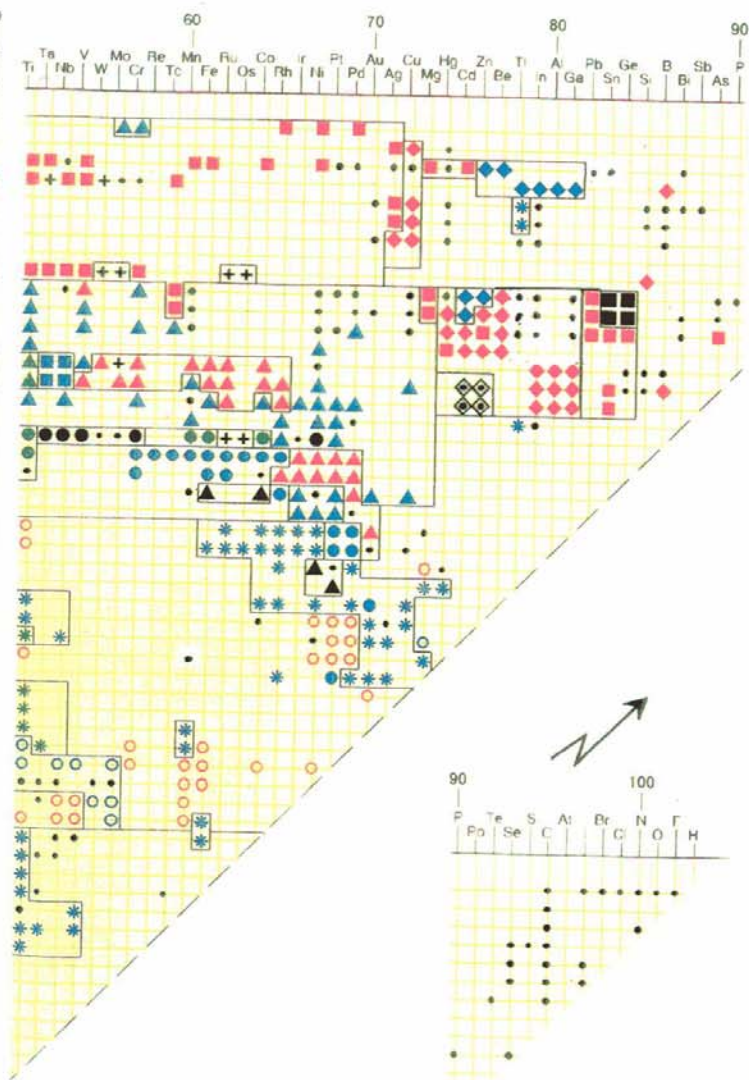 60 70 80 90
Ta V Mo Re Mn Ru Co Ir Pt Au Cu Hg Zn Tl Al Pb Ge B Sb P
Ti Nb W Cr Tc Fe Os Rh Ni Pd Ag Mg Cd Be In Ga Sn Si Bi As
90 100
P Te S At Br N F
Po Se C I Cl O H